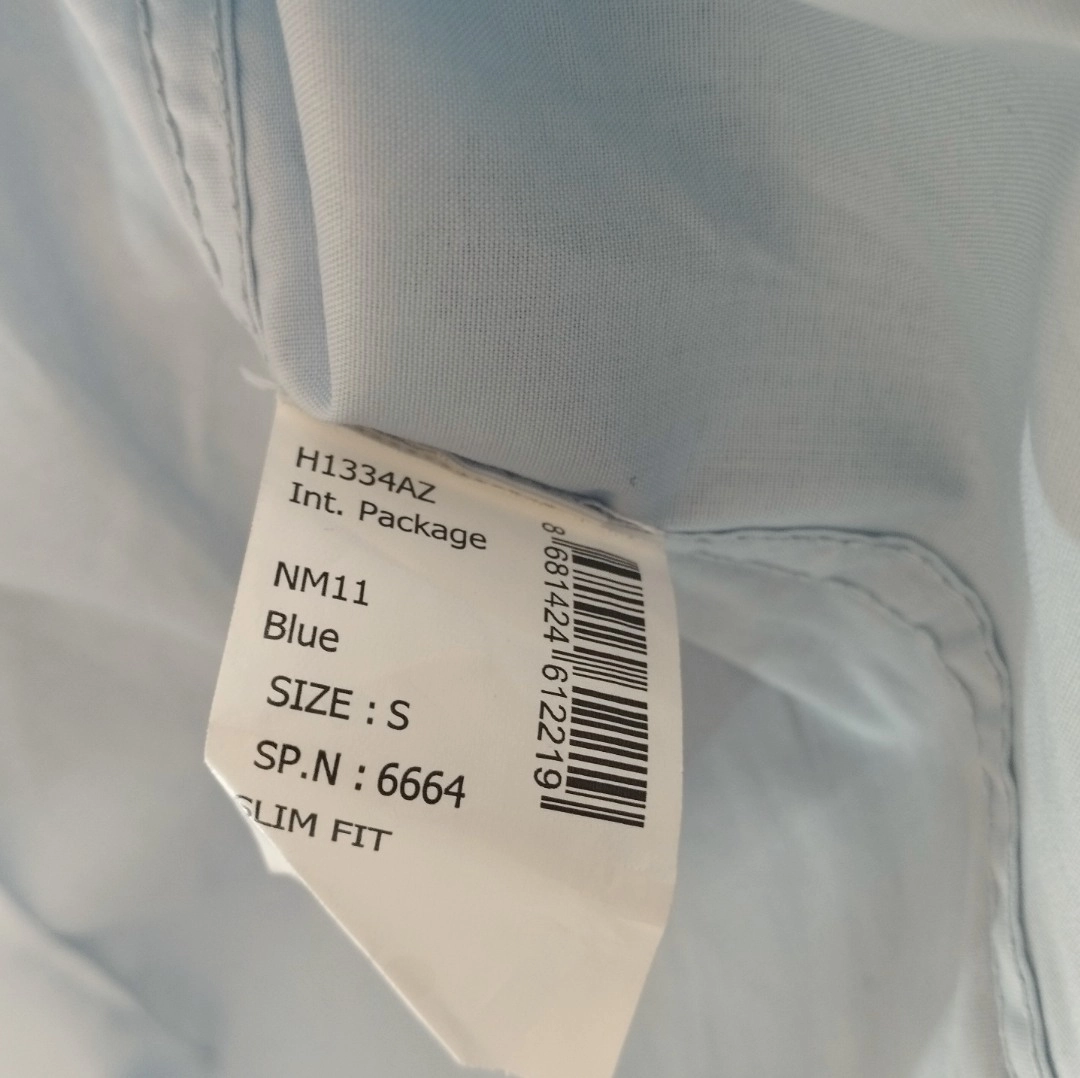 H1334AZ
Int. Package
NM11
Blue
SIZE : S
SP.N : 6664
SLIM FIT
8 681424 612219